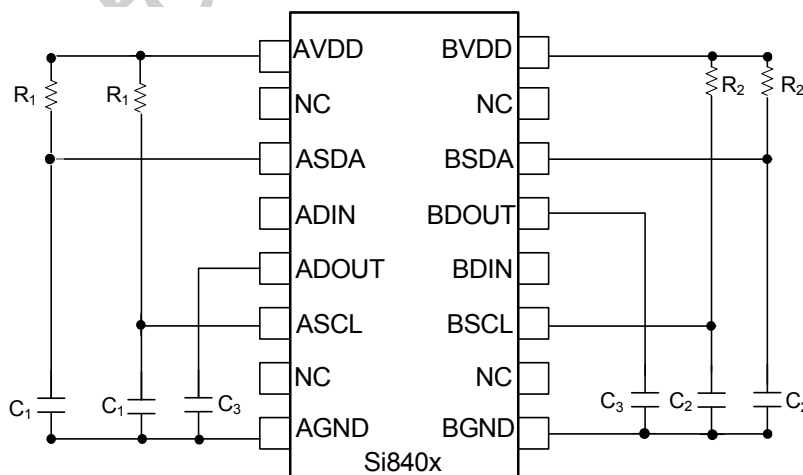 AVDD BVDD
R₁ R₁ R₂ R₂
NC NC
ASDA BSDA
ADIN BDOUT
ADOUT BDIN
ASCL BSCL
NC NC
C₁ C₁ C₃ C₃ C₂ C₂
AGND BGND
Si840x